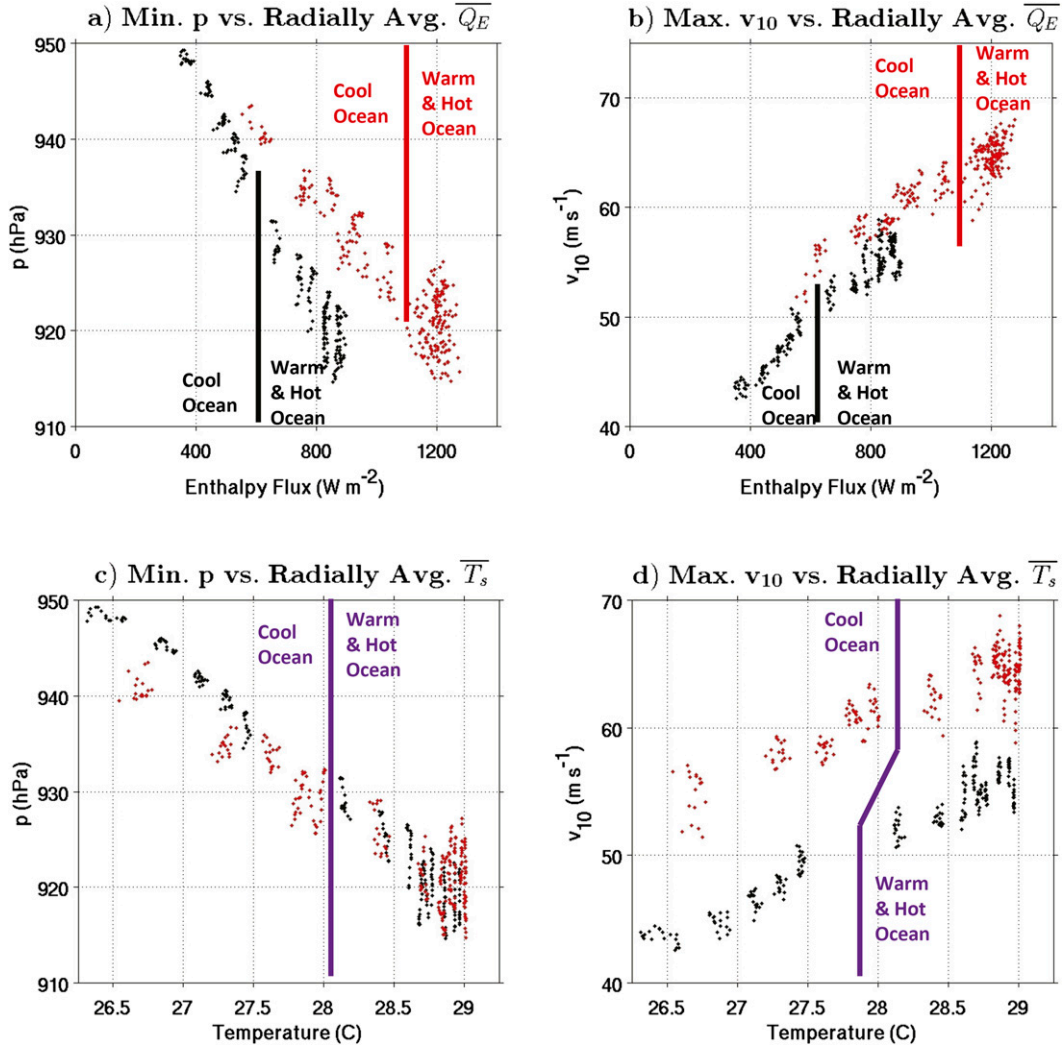 a) Min. p vs. Radially Avg. Q_E
950
940
930
920
910
p (hPa)
0
400
800
1200
Enthalpy Flux (W m⁻²)
Cool
Ocean
Warm
& Hot
Ocean
Cool
Ocean
Warm
& Hot
Ocean
b) Max. v₁₀ vs. Radially Avg. Q_E
70
60
50
40
v₁₀ (m s⁻¹)
0
400
800
1200
Enthalpy Flux (W m⁻²)
Cool
Ocean
Warm
& Hot
Ocean
Cool
Ocean
Warm
& Hot
Ocean
c) Min. p vs. Radially Avg. T_s
950
940
930
920
910
p (hPa)
26.5
27
27.5
28
28.5
29
Temperature (C)
Cool
Ocean
Warm
& Hot
Ocean
d) Max. v₁₀ vs. Radially Avg. T_s
70
60
50
40
v₁₀ (m s⁻¹)
26.5
27
27.5
28
28.5
29
Temperature (C)
Cool
Ocean
Warm
& Hot
Ocean